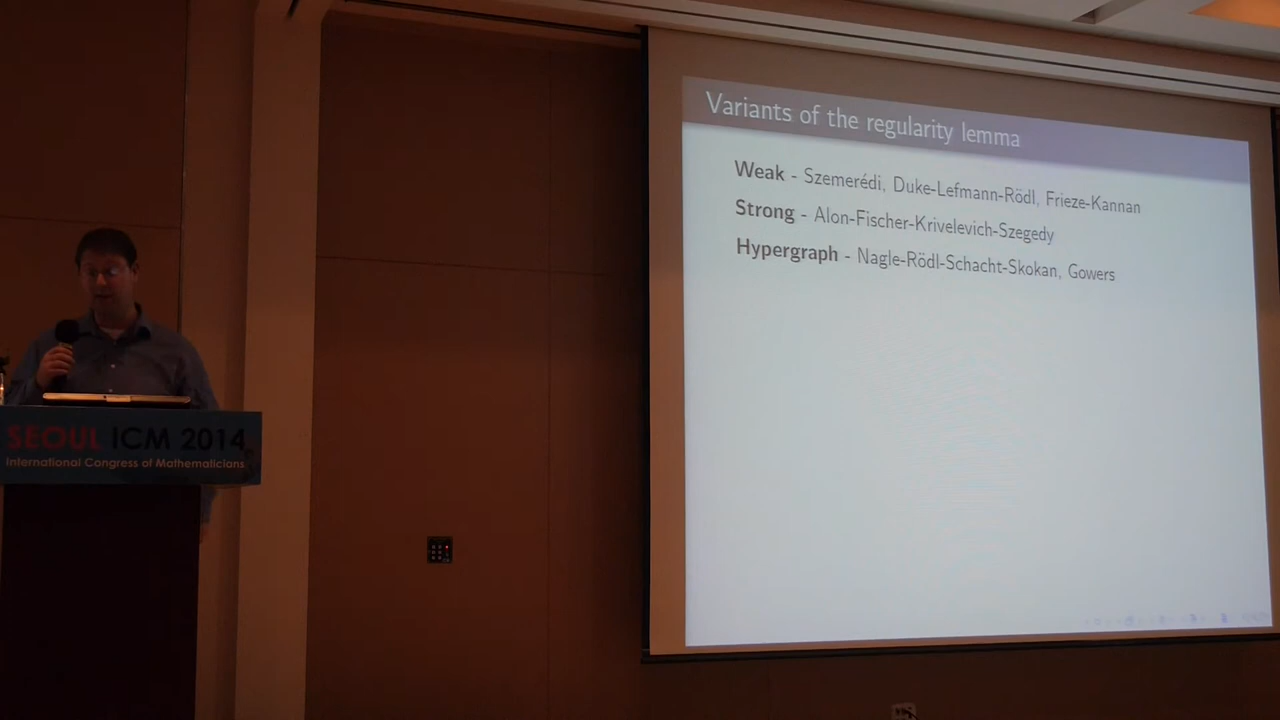 Variants of the regularity lemma
Weak - Szemerédi, Duke-Lefmann-Rödl, Frieze-Kannan
Strong - Alon-Fischer-Krivelevich-Szegedy
Hypergraph - Nagle-Rödl-Schacht-Skokan, Gowers
SEOUL ICM 2014
International Congress of Mathematicians